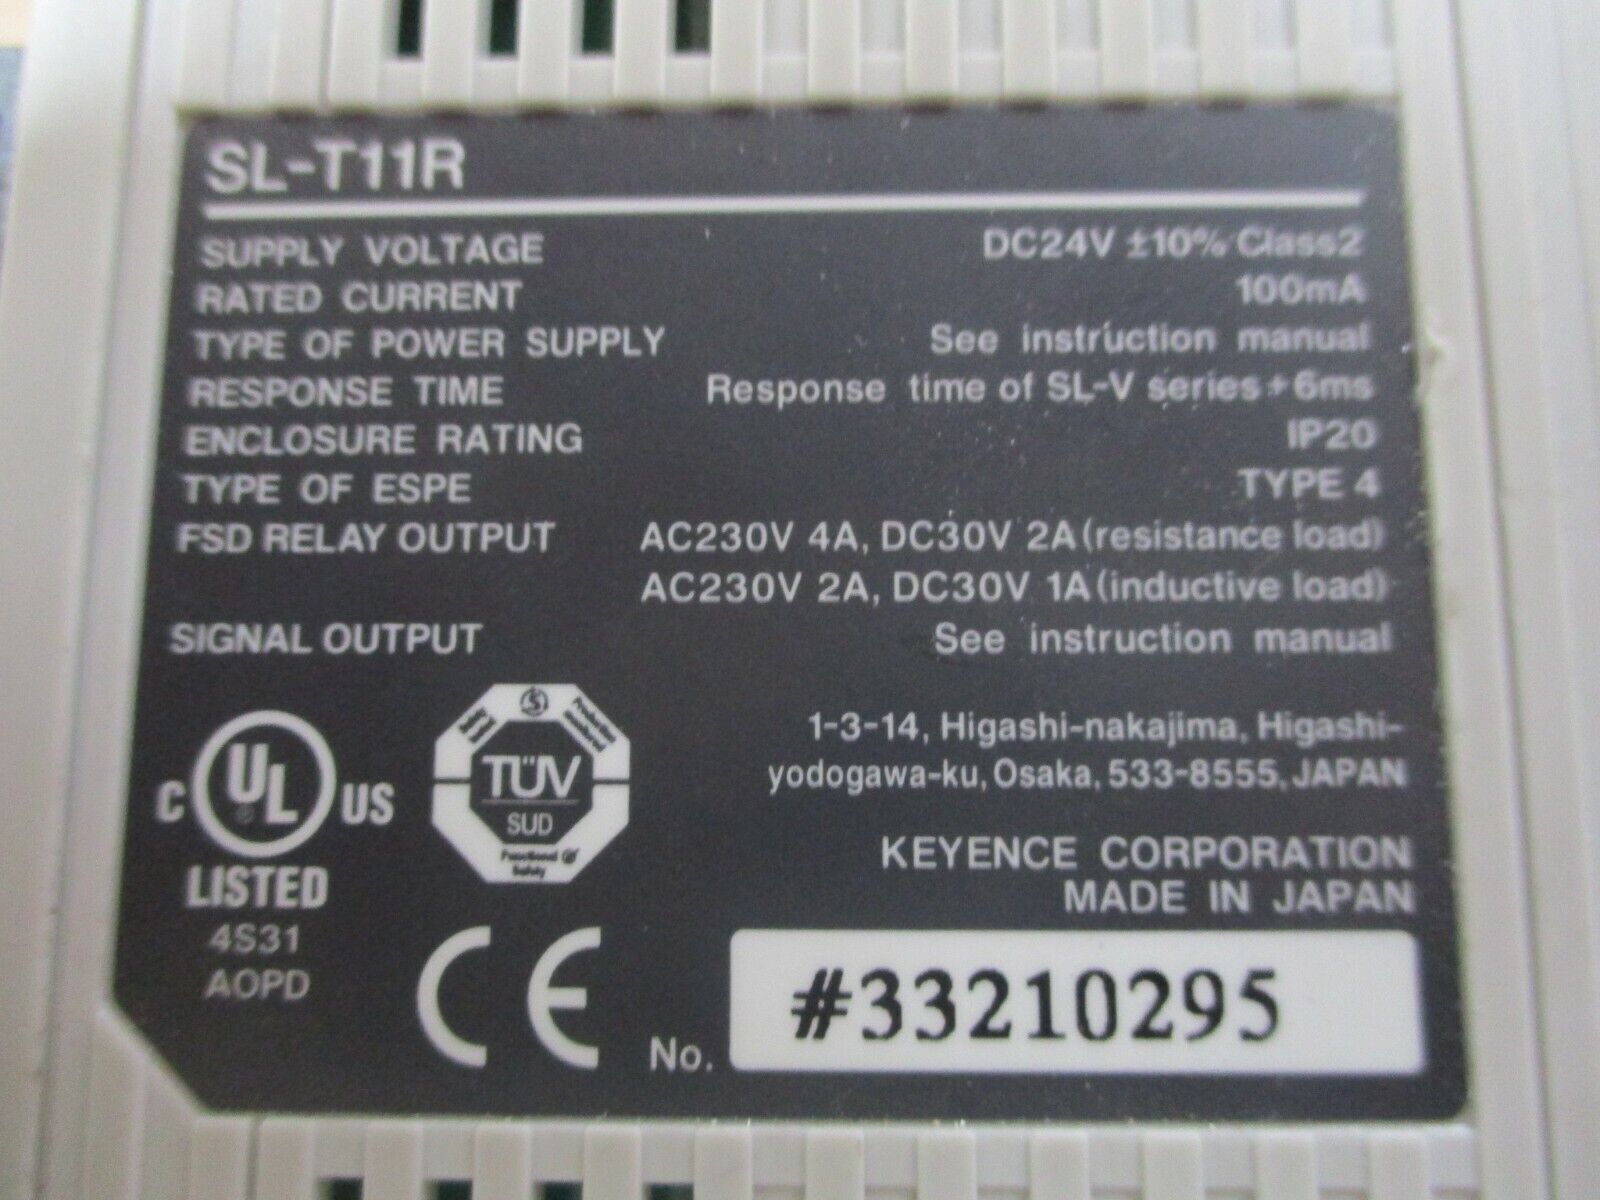 SL-T11R
SUPPLY VOLTAGE DC24V ±10% Class2
RATED CURRENT 100mA
TYPE OF POWER SUPPLY See instruction manual
RESPONSE TIME Response time of SL-V series + 6ms
ENCLOSURE RATING IP20
TYPE OF ESPE TYPE 4
FSD RELAY OUTPUT AC230V 4A, DC30V 2A (resistance load)
AC230V 2A, DC30V 1A (inductive load)
SIGNAL OUTPUT See instruction manual
C UL ® US
LISTED
4S31
AOPD
Production
monitored
TÜV
SUD
Functional
Safety
CE
1-3-14, Higashi-nakajima, Higashi-
yodogawa-ku, Osaka, 533-8555, JAPAN
KEYENCE CORPORATION
MADE IN JAPAN
No. #33210295